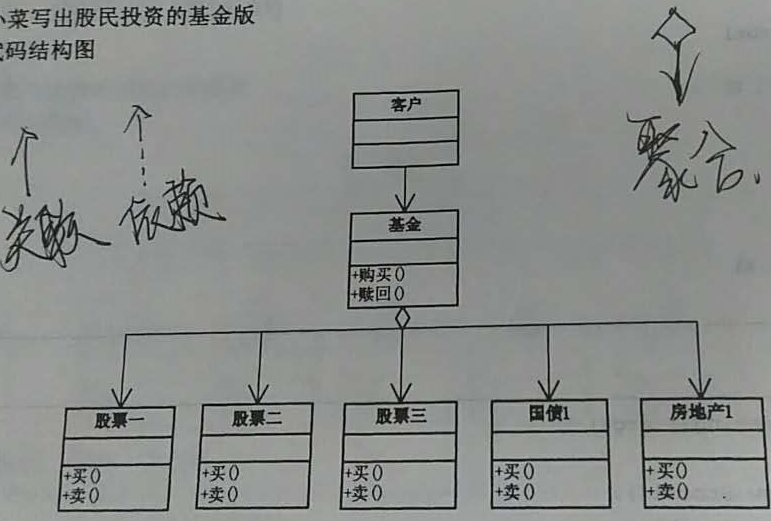 小菜写出股民投资的基金版
代码结构图
客户
基金
+购买()
+赎回()
关联
依赖
聚合.
股票一
+买()
+卖()
股票二
+买()
+卖()
股票三
+买()
+卖()
国债1
+买()
+卖()
房地产1
+买()
+卖()